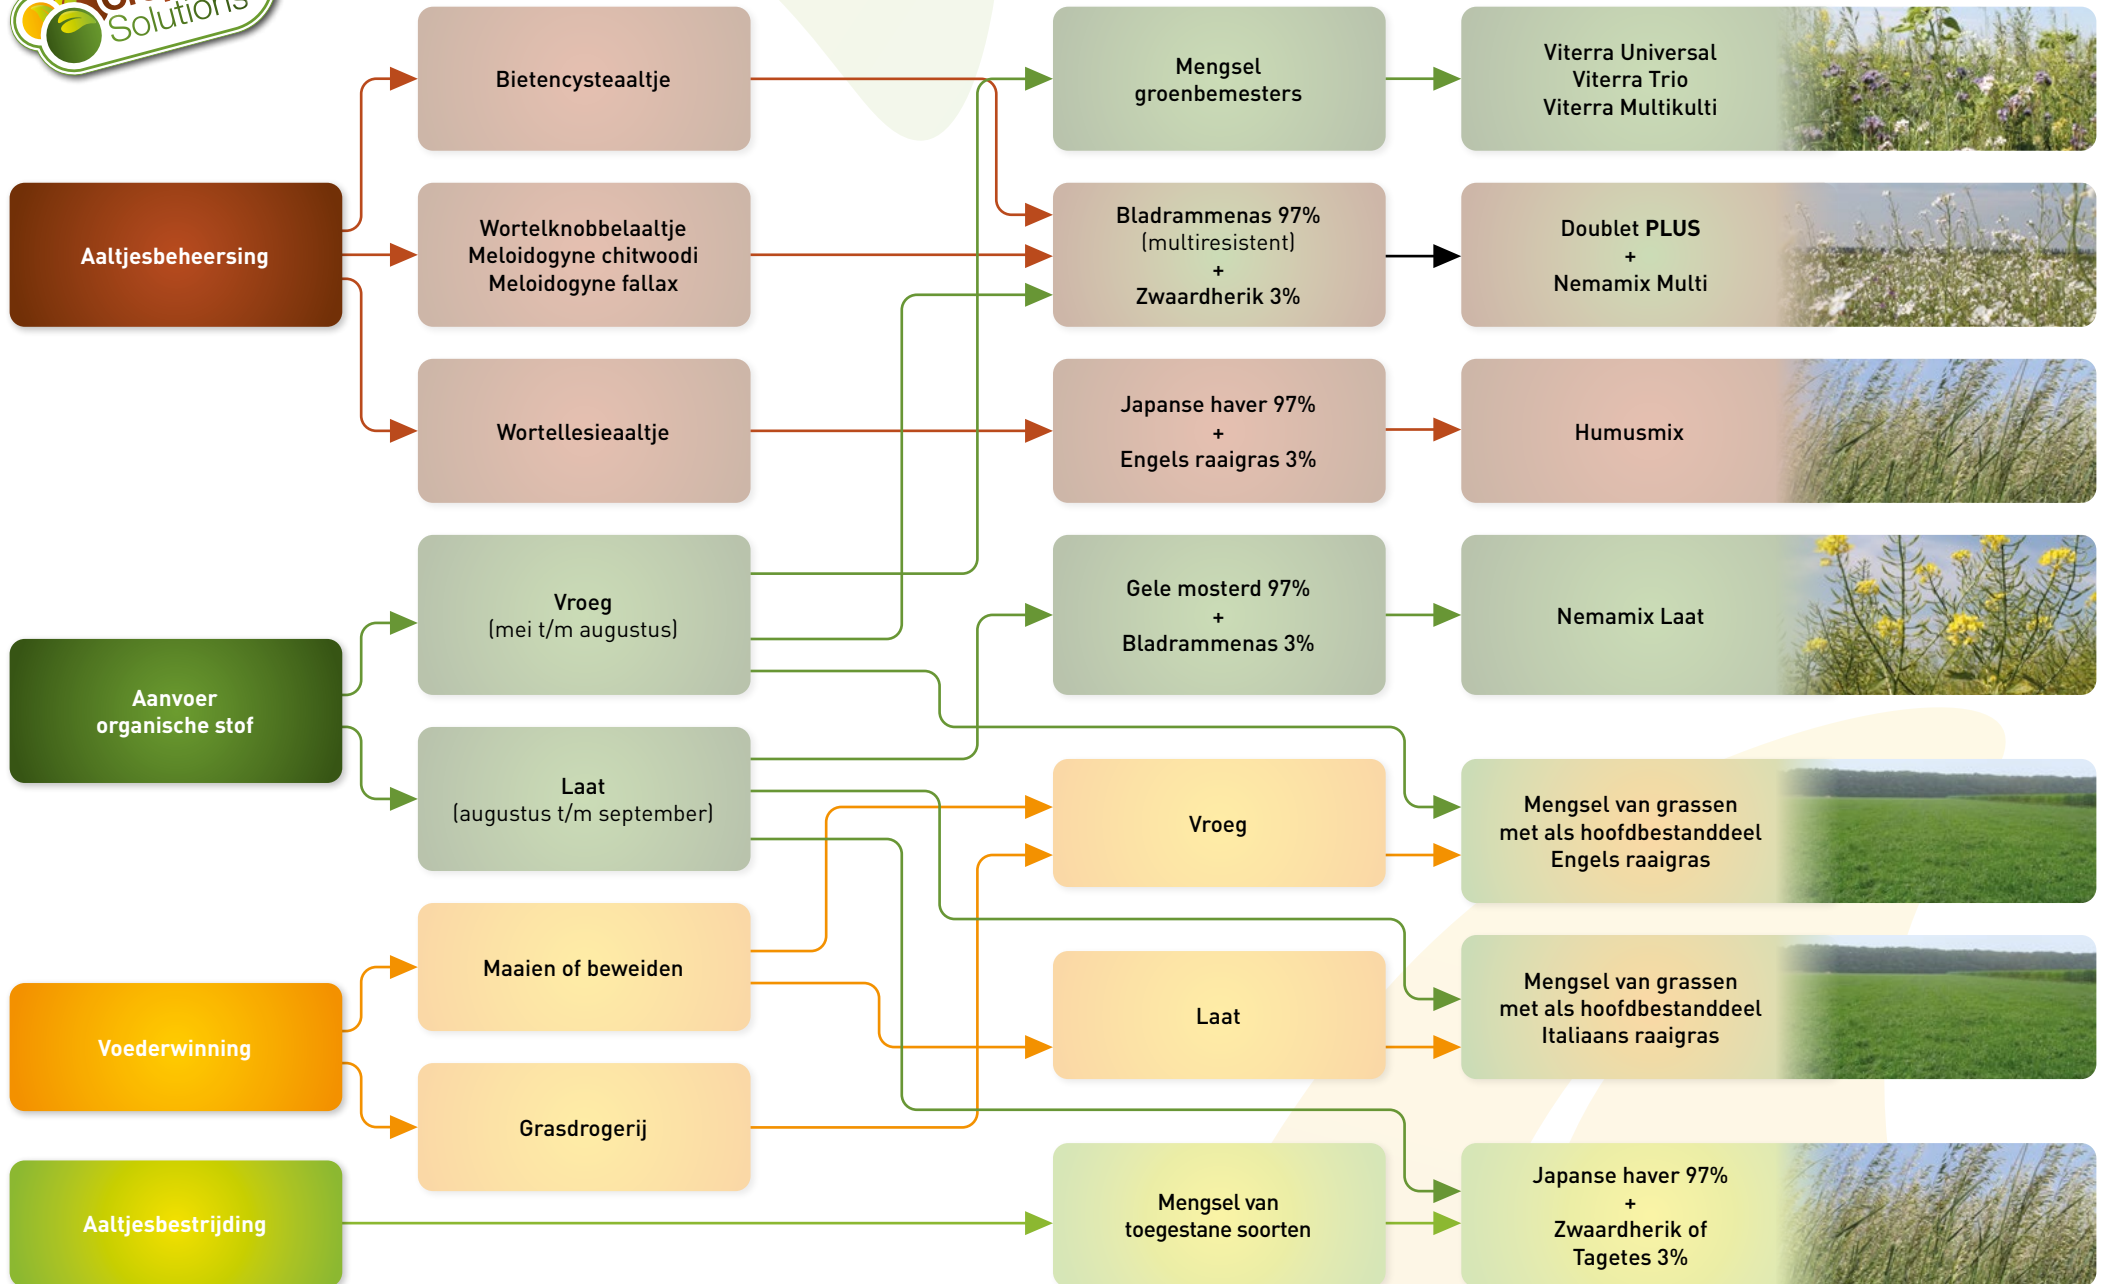 Solutions
Bietencysteaaltje
Mengsel
groenbemesters
Viterra Universal
Viterra Trio
Viterra Multikulti
Aaltjesbeheersing
Wortelknobbelaaltje
Meloidogyne chitwoodi
Meloidogyne fallax
Bladrammenas 97%
(multiresistent)
+
Zwaardherik 3%
Doublet PLUS
+
Nemamix Multi
Wortellesieaaltje
Japanse haver 97%
+
Engels raaigras 3%
Humusmix
Vroeg
(mei t/m augustus)
Gele mosterd 97%
+
Bladrammenas 3%
Nemamix Laat
Aanvoer
organische stof
Laat
(augustus t/m september)
Vroeg
Mengsel van grassen
met als hoofdbestanddeel
Engels raaigras
Maaien of beweiden
Laat
Mengsel van grassen
met als hoofdbestanddeel
Italiaans raaigras
Voederwinning
Grasdrogerij
Aaltjesbestrijding
Mengsel van
toegestane soorten
Japanse haver 97%
+
Zwaardherik of
Tagetes 3%